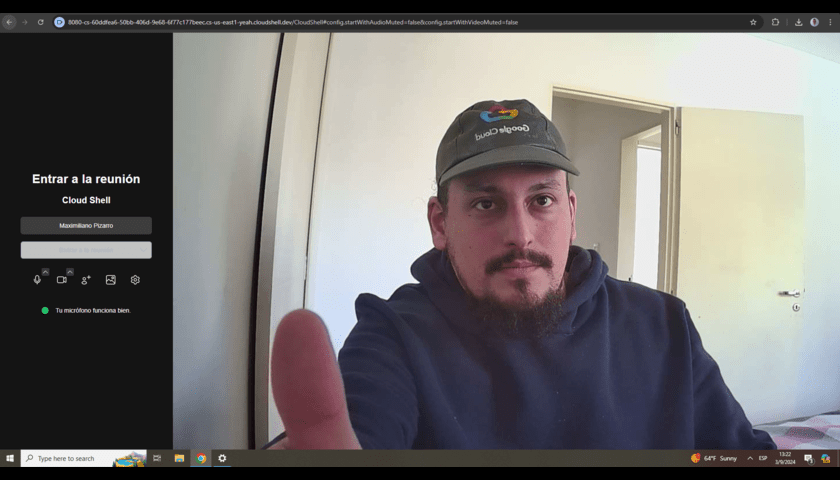 8080-cs-60ddfea6-50bb-406d-9e68-6f77c177beec.cs-us-east1-yeah.cloudshell.dev/CloudShell#config.startWithAudioMuted=false&config.startWithVideoMuted=false
Google Cloud
Entrar a la reunión
Cloud Shell
Maximiliano Pizarro
Tu micrófono funciona bien.
Type here to search
64°F Sunny
ESP
13:22
3/9/2024